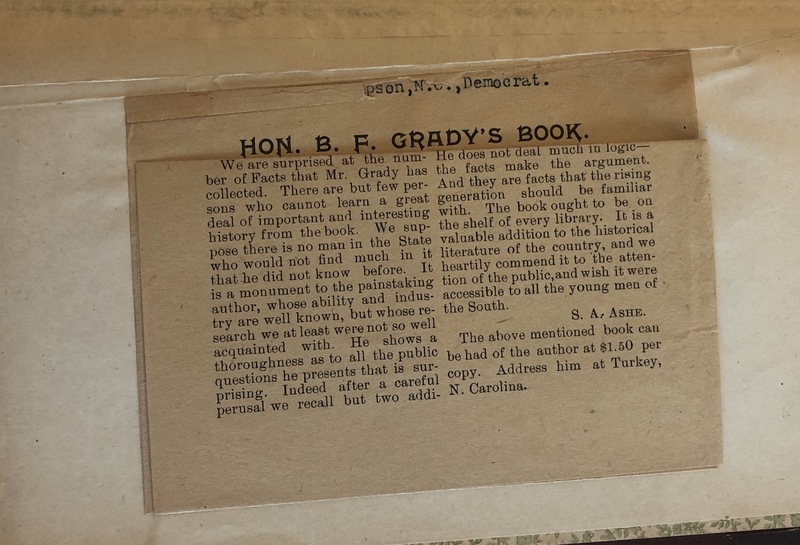 pson,N.C.,Democrat.
HON. B. F. GRADY'S BOOK.
We are surprised at the num-
ber of Facts that Mr. Grady has
collected. There are but few per-
sons who cannot learn a great
deal of important and interesting
history from the book. We sup-
pose there is no man in the State
who would not find much in it
that he did not know before. It
is a monument to the painstaking
author, whose ability and indus-
try are well known, but whose re-
search we at least were not so well
acquainted with. He shows a
thoroughness as to all the public
questions he presents that is sur-
prising. Indeed after a careful
perusal we recall but two addi-
He does not deal much in logic—
the facts make the argument.
And they are facts that the rising
generation should be familiar
with. The book ought to be on
the shelf of every library. It is a
valuable addition to the historical
literature of the country, and we
heartily commend it to the atten-
tion of the public,and wish it were
accessible to all the young men of
the South.
S. A. ASHE.
The above mentioned book can
be had of the author at $1.50 per
copy. Address him at Turkey,
N. Carolina.